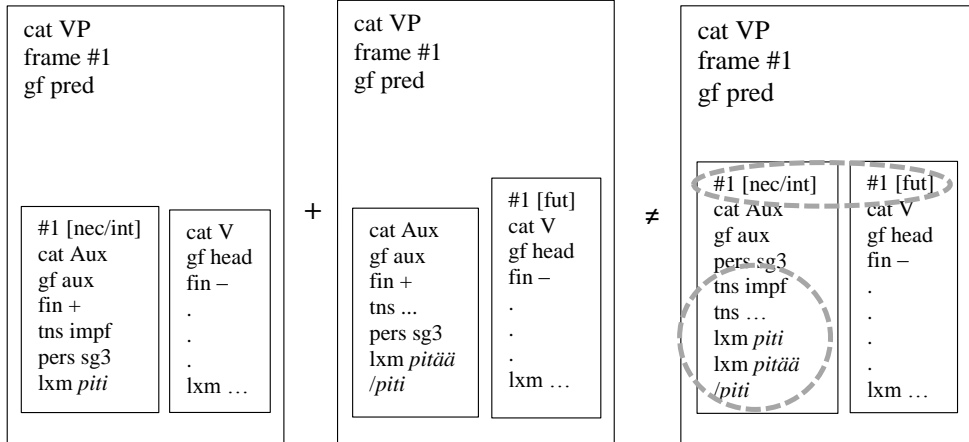 cat VP
frame #1
gf pred
#1 [nec/int]
cat Aux
gf aux
fin +
tns impf
pers sg3
lxm piti
cat V
gf head
fin –
.
.
.
lxm …
+
cat VP
frame #1
gf pred
cat Aux
gf aux
fin +
tns ...
pers sg3
lxm pitää
/piti
#1 [fut]
cat V
gf head
fin –
.
.
.
lxm …
≠
cat VP
frame #1
gf pred
#1 [nec/int]
cat Aux
gf aux
pers sg3
tns impf
tns …
lxm piti
lxm pitää
/piti
#1 [fut]
cat V
gf head
fin –
.
.
.
.
lxm …